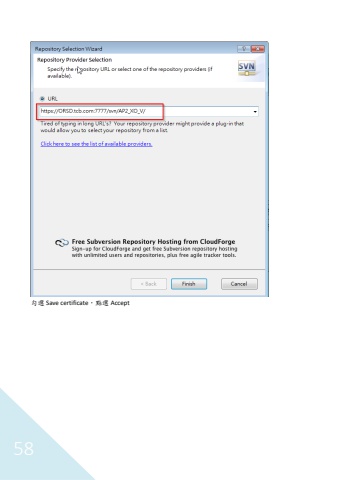 Repository Selection Wizard
Repository Provider Selection
Specify the repository URL or select one of the repository providers (if
available).
SVN
URL
https://ORSD.tcb.com:7777/svn/AP2_XD_V/
Tired of typing in long URL's? Your repository provider might provide a plug-in that
would allow you to select your repository from a list.
Click here to see the list of available providers.
Free Subversion Repository Hosting from CloudForge
Sign-up for CloudForge and get free Subversion repository hosting
with unlimited users and repositories, plus free agile tracker tools.
< Back
Finish
Cancel
勾選 Save certificate，點選 Accept
58